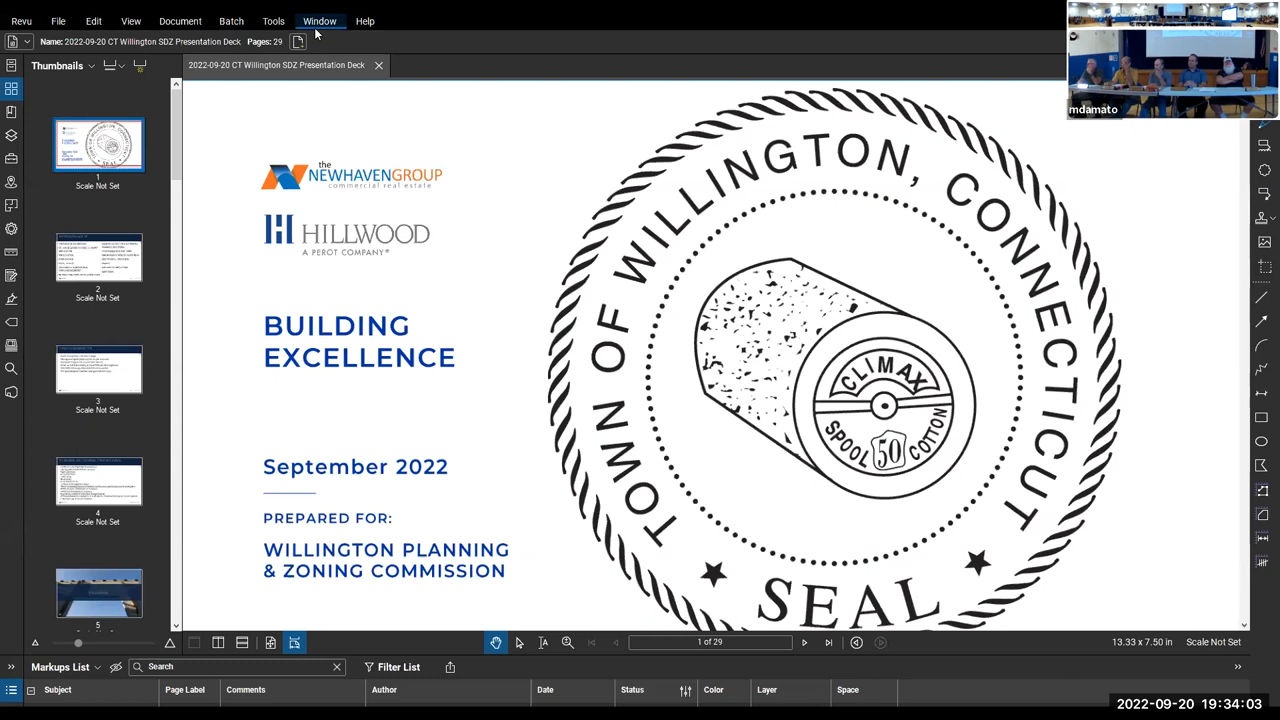 Revu File Edit View Document Batch Tools Window Help
Name: 2022-09-20 CT Willington SDZ Presentation Deck Pages: 29
Thumbnails
2022-09-20 CT Willington SDZ Presentation Deck
mdamato
1
Scale Not Set
2
Scale Not Set
3
Scale Not Set
4
Scale Not Set
5
the
NEWHAVENGROUP
commercial real estate
HILLWOOD
A PEROT COMPANY®
BUILDING
EXCELLENCE
September 2022
PREPARED FOR:
WILLINGTON PLANNING
& ZONING COMMISSION
TOWN OF WILLINGTON, CONNECTICUT
CLIMAX
SPOOL 50 COTTON
SEAL
1 of 29
13.33 x 7.50 in Scale Not Set
Markups List Search Filter List
Subject Page Label Comments Author Date Status Color Layer Space
2022-09-20 19:34:03